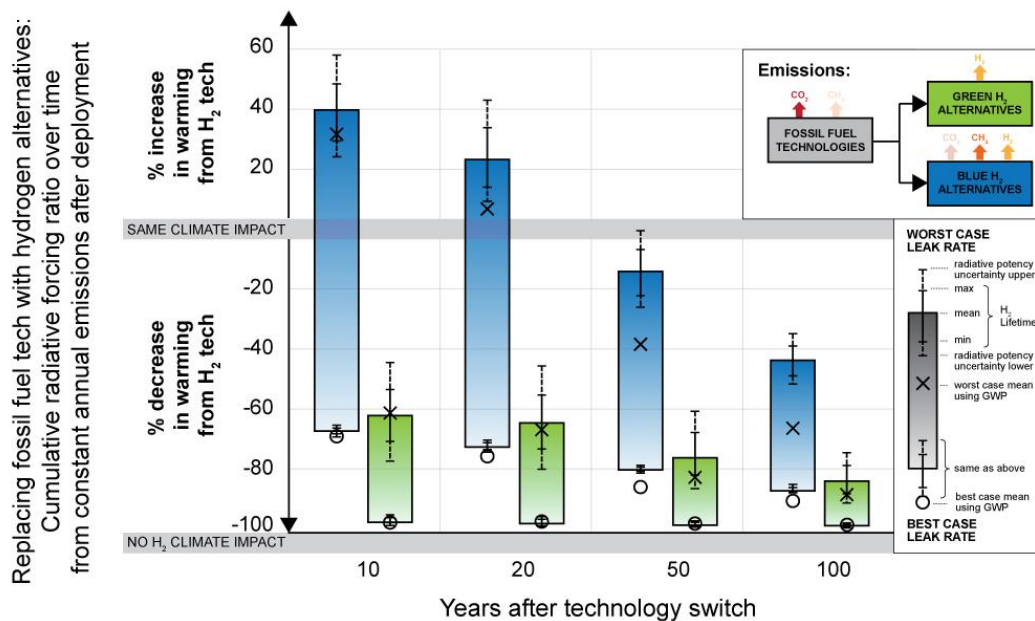 Replacing fossil fuel tech with hydrogen alternatives:
Cumulative radiative forcing ratio over time
from constant annual emissions after deployment
% increase
in warming
from H₂ tech
% decrease
in warming
from H₂ tech
60
40
20
SAME CLIMATE IMPACT
-20
-40
-60
-80
-100
NO H₂ CLIMATE IMPACT
10
20
50
100
Years after technology switch
Emissions:
CO₂
CH₄
FOSSIL FUEL
TECHNOLOGIES
H₂
GREEN H₂
ALTERNATIVES
CO₂
CH₄
H₂
BLUE H₂
ALTERNATIVES
WORST CASE
LEAK RATE
radiative potency
uncertainty upper
max
mean
H₂
Lifetime
min
radiative potency
uncertainty lower
worst case mean
using GWP
same as above
best case mean
using GWP
BEST CASE
LEAK RATE